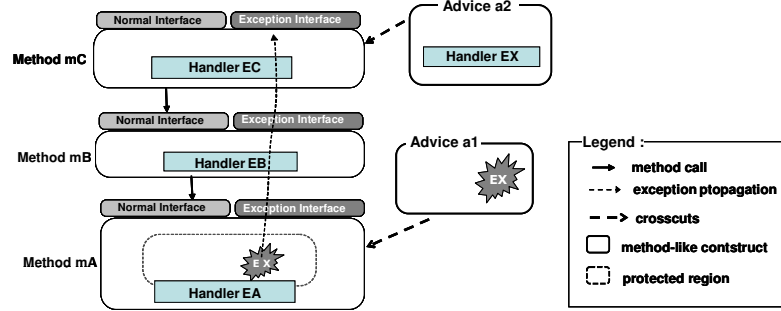 Advice a2
Normal Interface
Exception Interface
Handler EX
Method mC
Handler EC
Normal Interface
Exception Interface
Advice a1
Legend :
Method mB
Handler EB
EX
method call
exception ptopagation
Normal Interface
Exception Interface
crosscuts
method-like contstruct
Method mA
EX
protected region
Handler EA